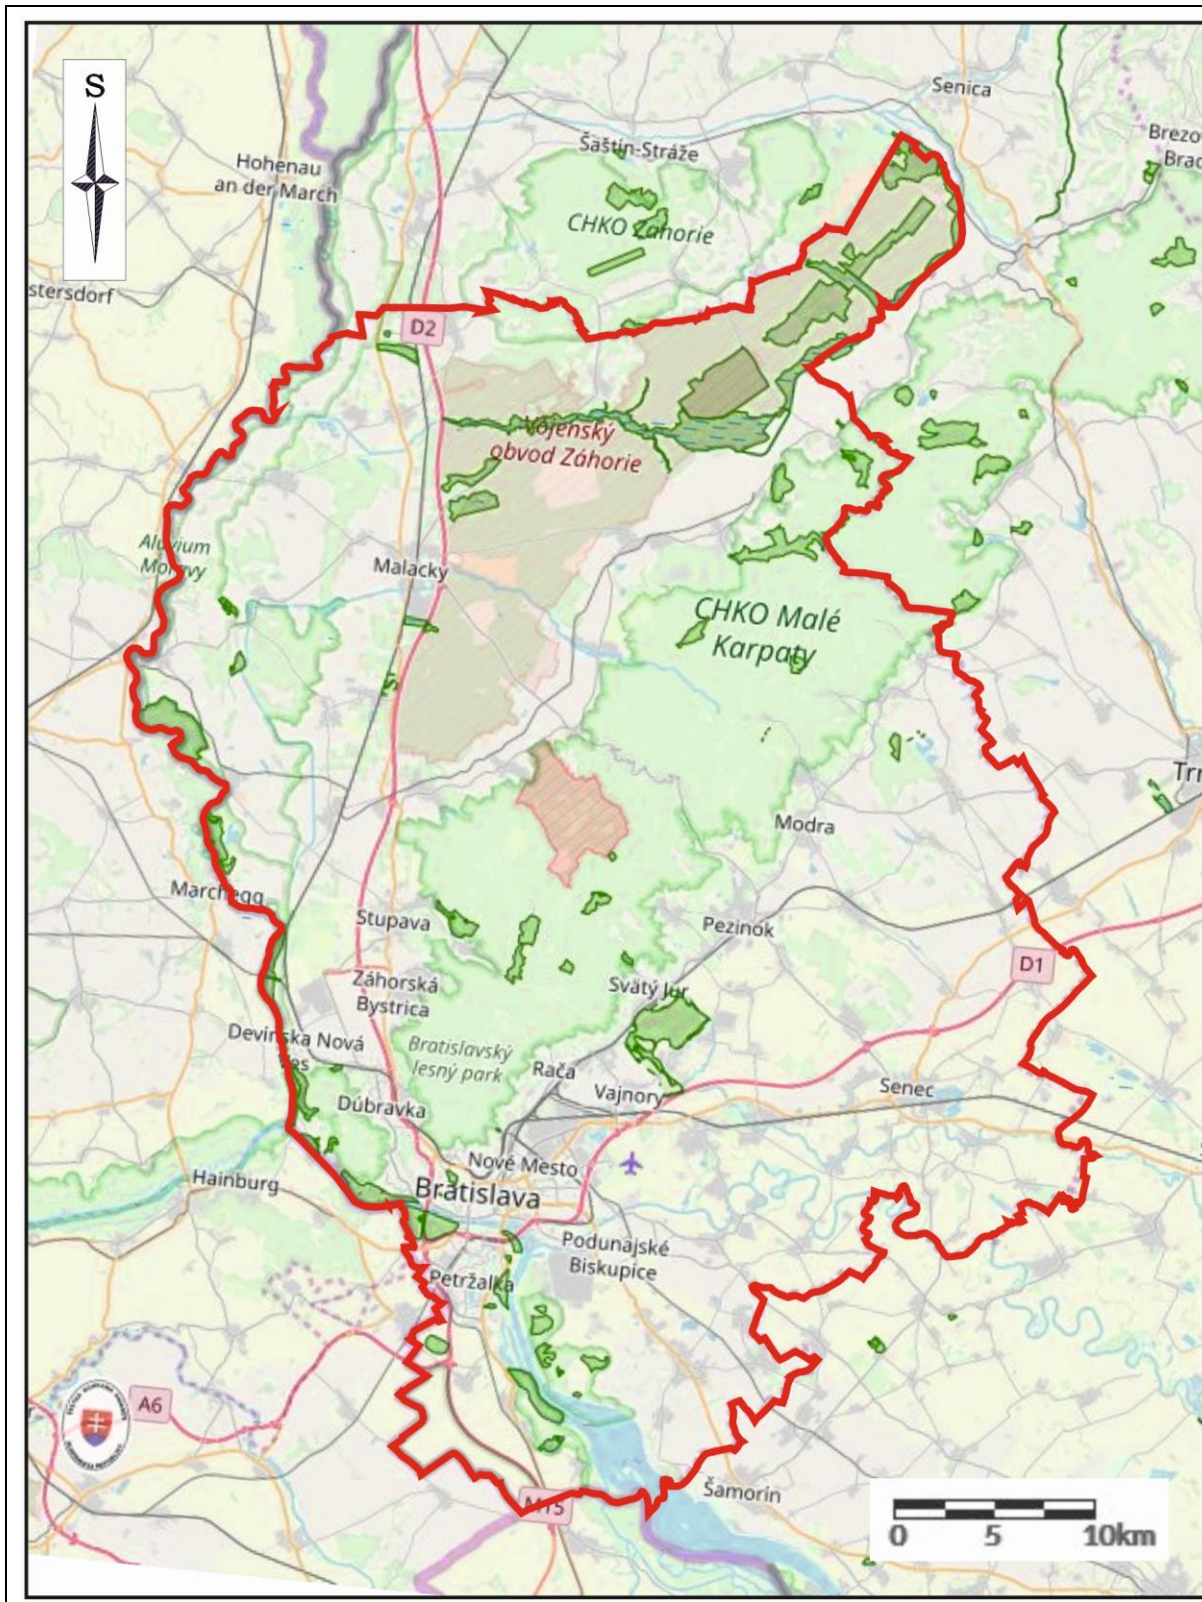 S
Senica
Šaštín-Stráže
Hohenau
an der March
CHKO Záhorie
stersdorf
D2
Vojenský
obvod Záhorie
Aluvium
Moravy
Malacky
CHKO Malé
Karpaty
Modra
Marchegg
Stupava
Pezinok
D1
Záhorská
Bystrica
Svätý Jur
Devínska Nová
Ves
Bratislavský
lesný park
Rača
Vajnory
Senec
Dúbravka
Nové Mesto
Hainburg
Bratislava
Podunajské
Biskupice
Petržalka
A6
Šamorín
M15
0 5 10km